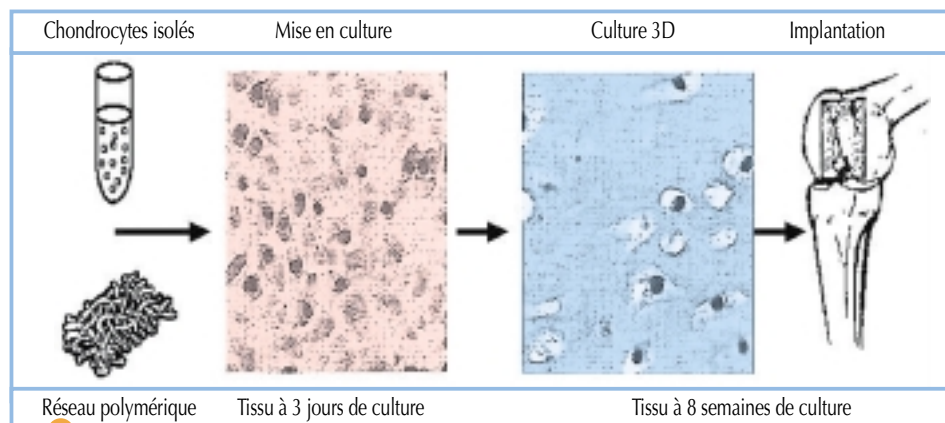 Chondrocytes isolés
Mise en culture
Culture 3D
Implantation
Réseau polymérique
Tissu à 3 jours de culture
Tissu à 8 semaines de culture